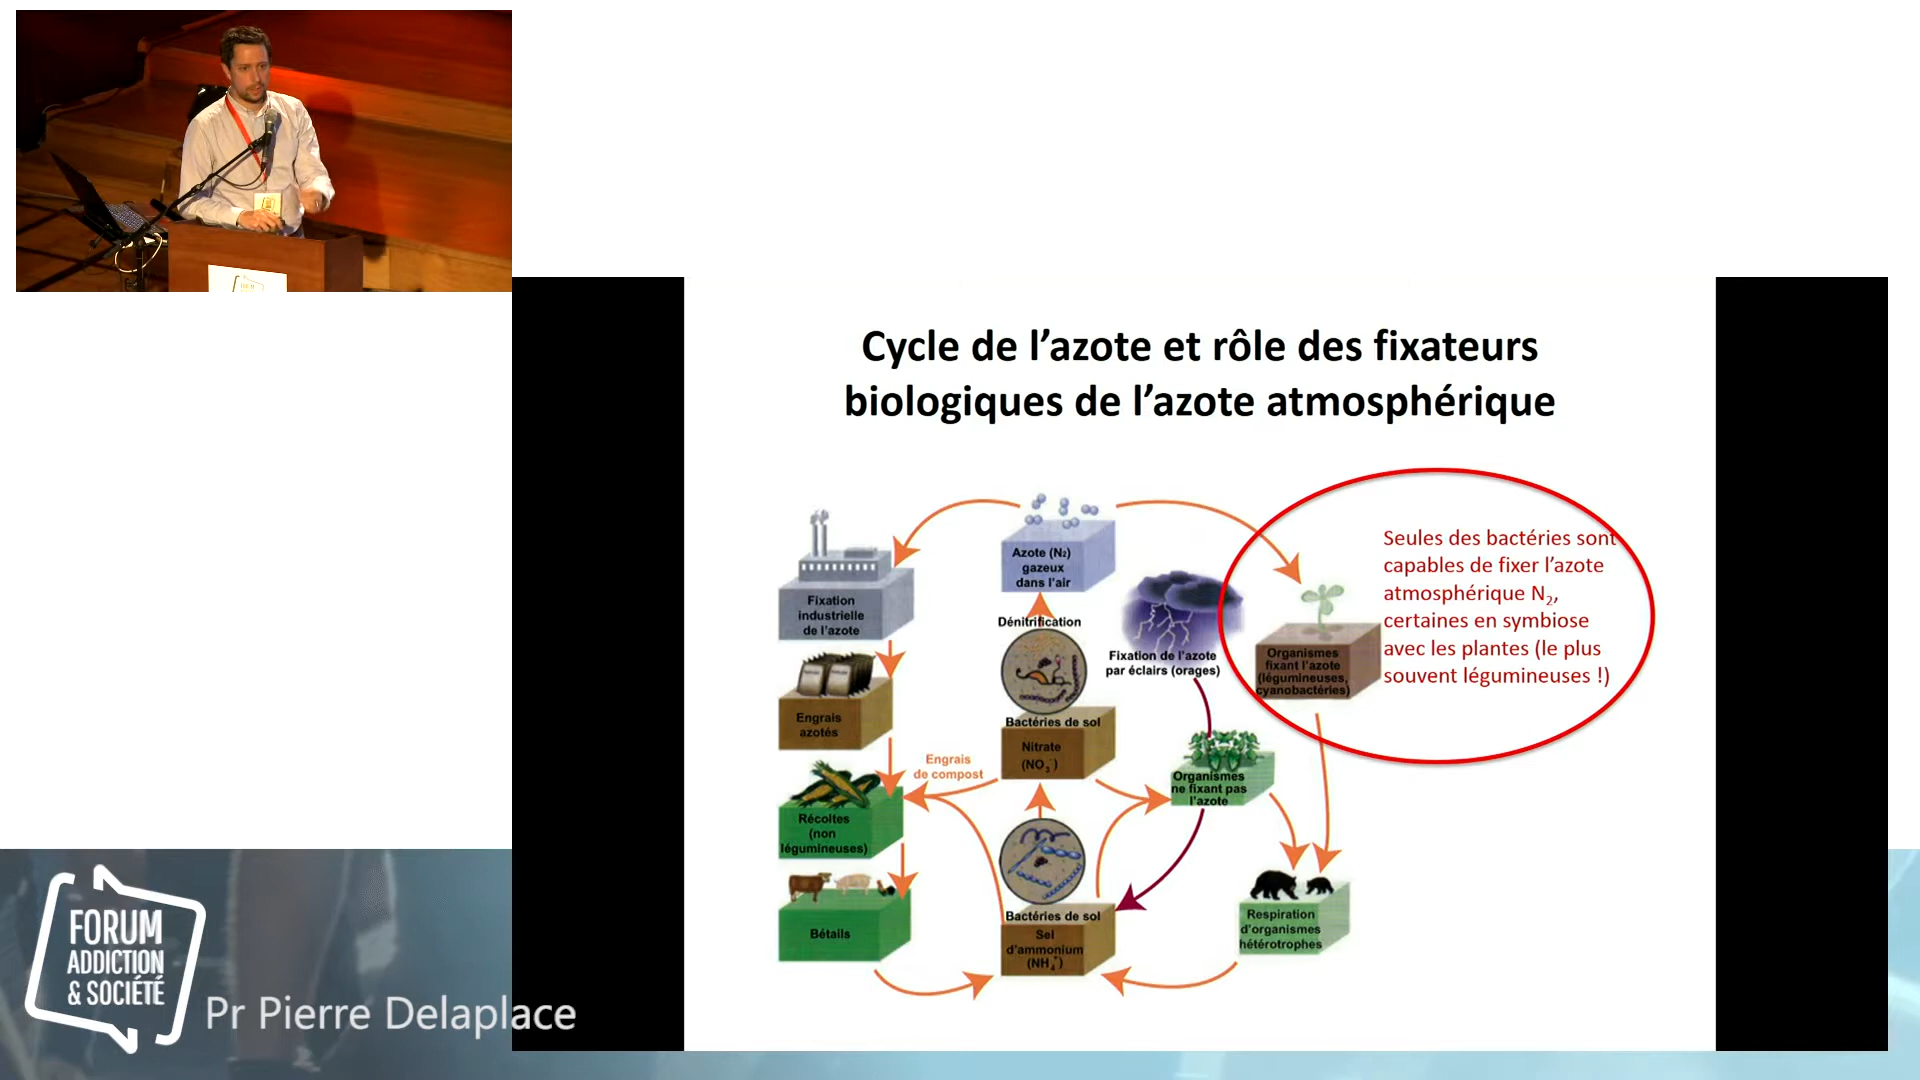 Cycle de l’azote et rôle des fixateurs
biologiques de l’azote atmosphérique
Azote (N₂)
gazeux
dans l’air
Fixation
industrielle
de l’azote
Dénitrification
Fixation de l’azote
par éclairs (orages)
Seules des bactéries sont
capables de fixer l’azote
atmosphérique N₂,
certaines en symbiose
avec les plantes (le plus
souvent légumineuses !)
Organismes
fixant l’azote
(légumineuses,
cyanobactéries)
Engrais
azotés
Bactéries de sol
Nitrate
(NO₃⁻)
Engrais
de compost
Organismes
ne fixant pas
l’azote
Récoltes
(non
légumineuses)
Bétails
Bactéries de sol
Sel
d’ammonium
(NH₄⁺)
Respiration
d’organismes
hétérotrophes
FORUM
ADDICTION
& SOCIÉTÉ
Pr Pierre Delaplace